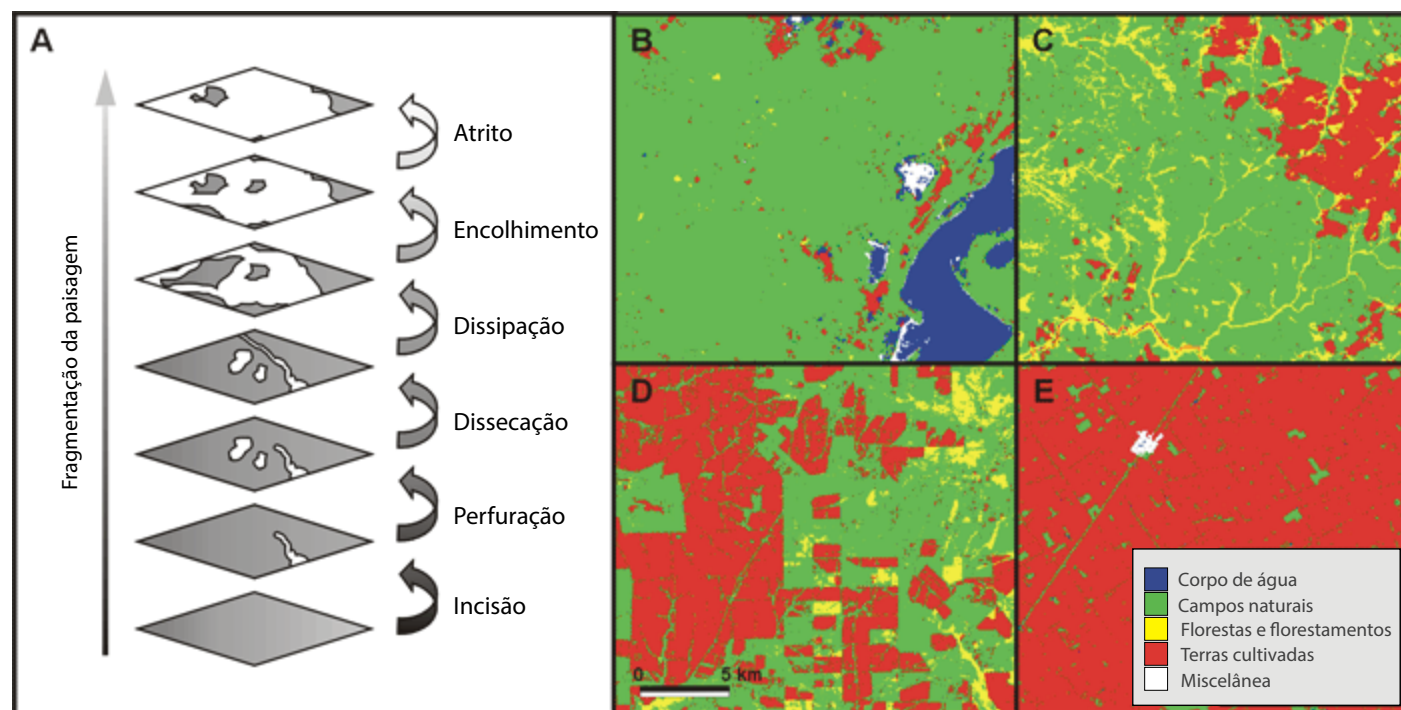 A
Fragmentação da paisagem
Atrito
Encolhimento
Dissipação
Dissecação
Perfuração
Incisão
B
C
D
0 5 km
E
Corpo de água
Campos naturais
Florestas e florestamentos
Terras cultivadas
Miscelânea